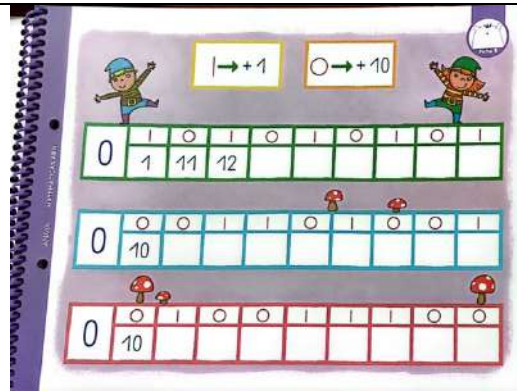 | → + 1
○ → + 10
| ○ | ○ | ○ | ○ |
0 1 11 12
○ ○ | | ○ | ○ ○ |
0 10
○ | ○ ○ | | | ○ ○
0 10